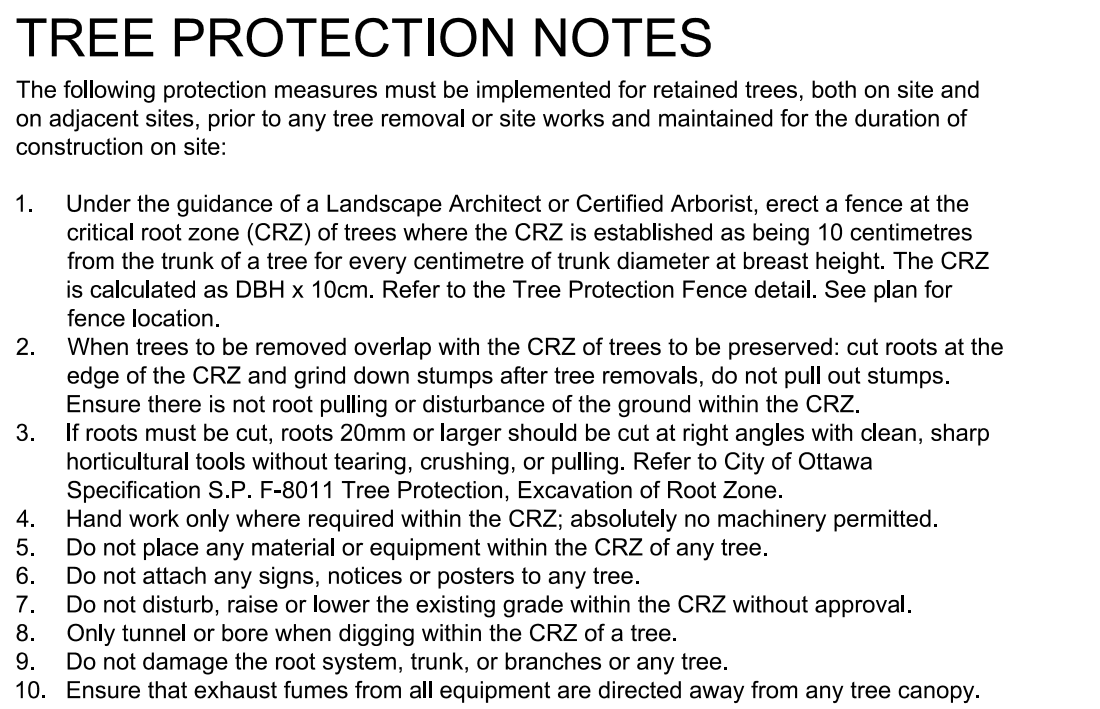 TREE PROTECTION NOTES
The following protection measures must be implemented for retained trees, both on site and
on adjacent sites, prior to any tree removal or site works and maintained for the duration of
construction on site:
1. Under the guidance of a Landscape Architect or Certified Arborist, erect a fence at the
critical root zone (CRZ) of trees where the CRZ is established as being 10 centimetres
from the trunk of a tree for every centimetre of trunk diameter at breast height. The CRZ
is calculated as DBH x 10cm. Refer to the Tree Protection Fence detail. See plan for
fence location.
2. When trees to be removed overlap with the CRZ of trees to be preserved: cut roots at the
edge of the CRZ and grind down stumps after tree removals, do not pull out stumps.
Ensure there is not root pulling or disturbance of the ground within the CRZ.
3. If roots must be cut, roots 20mm or larger should be cut at right angles with clean, sharp
horticultural tools without tearing, crushing, or pulling. Refer to City of Ottawa
Specification S.P. F-8011 Tree Protection, Excavation of Root Zone.
4. Hand work only where required within the CRZ; absolutely no machinery permitted.
5. Do not place any material or equipment within the CRZ of any tree.
6. Do not attach any signs, notices or posters to any tree.
7. Do not disturb, raise or lower the existing grade within the CRZ without approval.
8. Only tunnel or bore when digging within the CRZ of a tree.
9. Do not damage the root system, trunk, or branches or any tree.
10. Ensure that exhaust fumes from all equipment are directed away from any tree canopy.